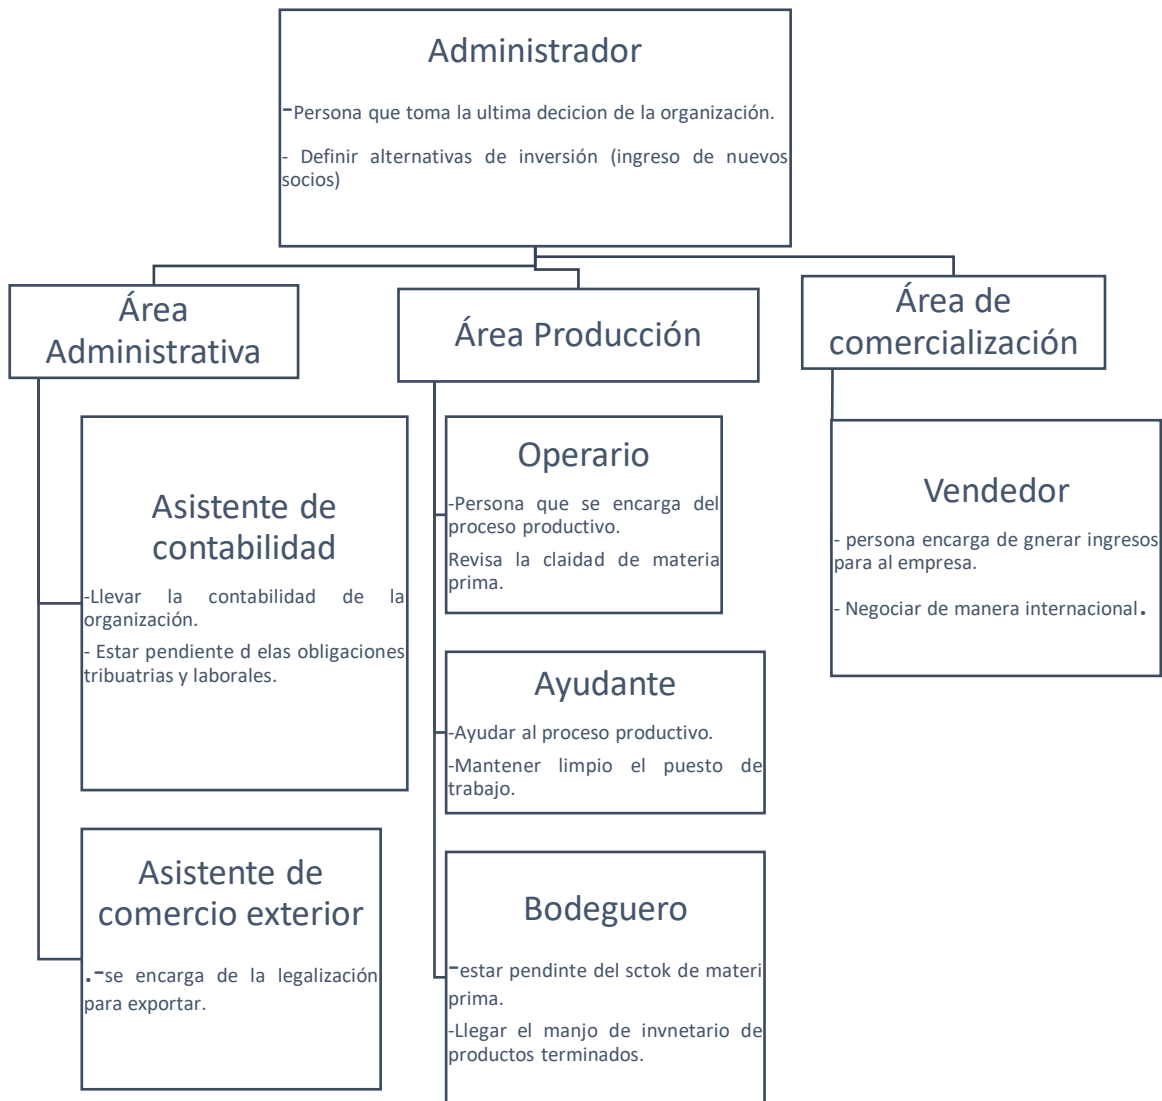 Administrador
-Persona que toma la ultima decicion de la organización.
- Definir alternativas de inversión (ingreso de nuevos
socios)
Área
Administrativa
Asistente de
contabilidad
-Llevar la contabilidad de la
organización.
- Estar pendiente d elas obligaciones
tribuatrias y laborales.
Asistente de
comercio exterior
.-se encarga de la legalización
para exportar.
Área Producción
Operario
-Persona que se encarga del
proceso productivo.
Revisa la claidad de materia
prima.
Ayudante
-Ayudar al proceso productivo.
-Mantener limpio el puesto de
trabajo.
Bodeguero
-estar pendinte del sctok de materi
prima.
-Llegar el manjo de invnetario de
productos terminados.
Área de
comercialización
Vendedor
- persona encarga de gnerar ingresos
para al empresa.
- Negociar de manera internacional.